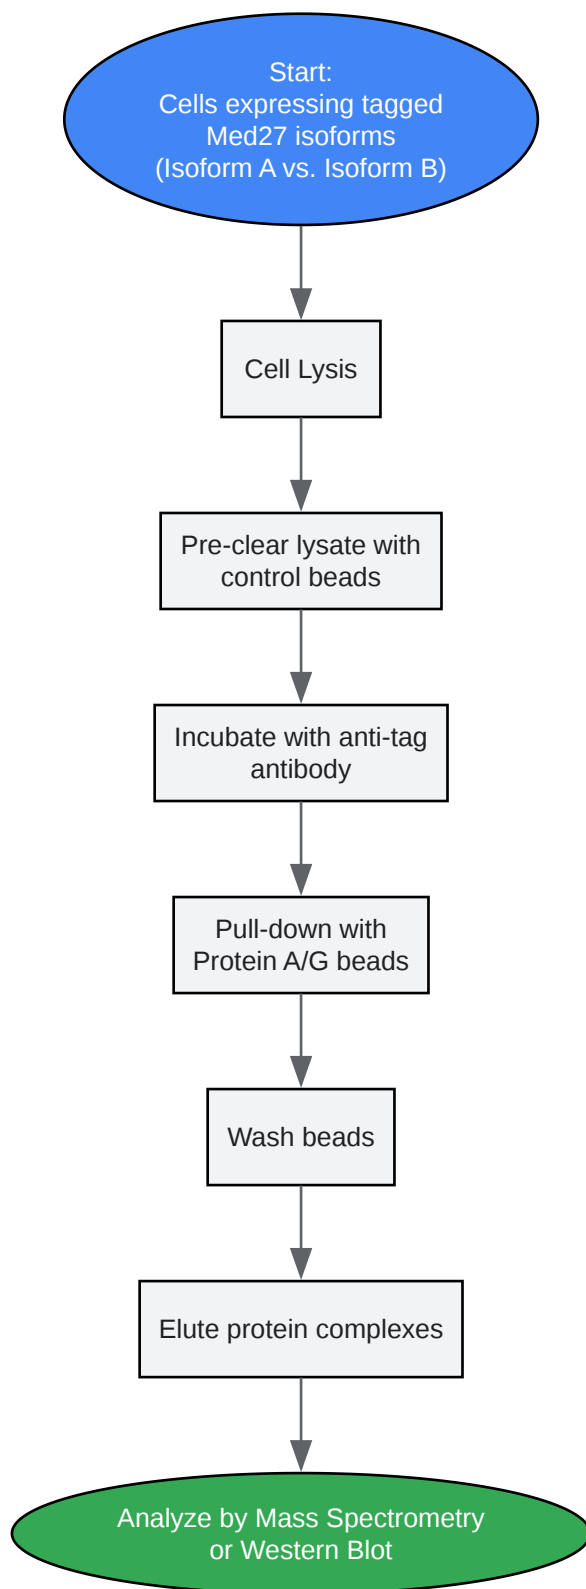 Start:
Cells expressing tagged
Med27 isoforms
(Isoform A vs. Isoform B)
Cell Lysis
Pre-clear lysate with
control beads
Incubate with anti-tag
antibody
Pull-down with
Protein A/G beads
Wash beads
Elute protein complexes
Analyze by Mass Spectrometry
or Western Blot